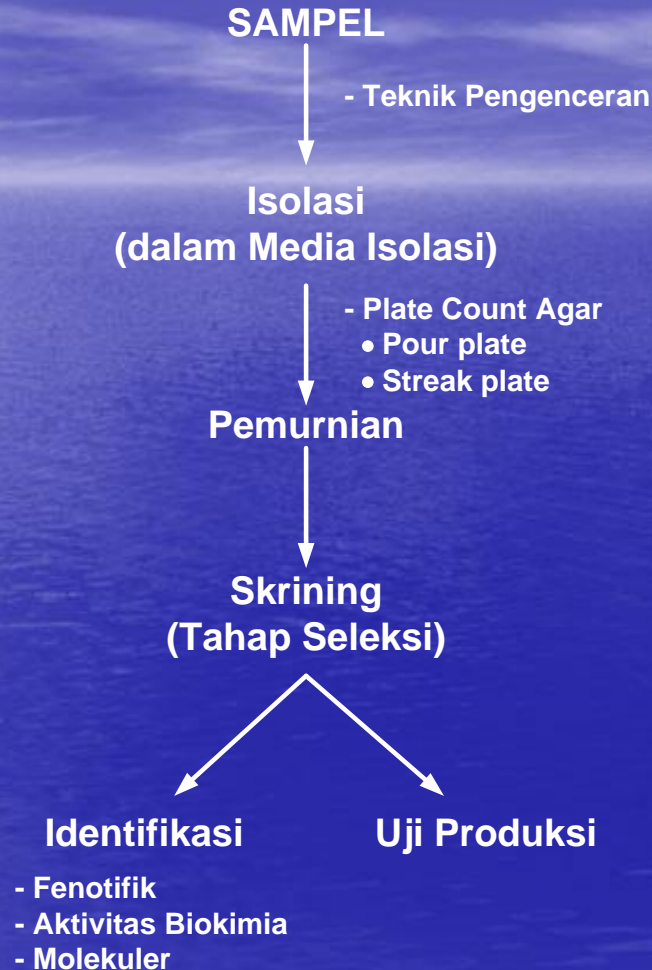 SAMPEL
- Teknik Pengenceran
Isolasi
(dalam Media Isolasi)
- Plate Count Agar
• Pour plate
• Streak plate
Pemurnian
Skrining
(Tahap Seleksi)
Identifikasi
- Fenotifik
- Aktivitas Biokimia
- Molekuler
Uji Produksi